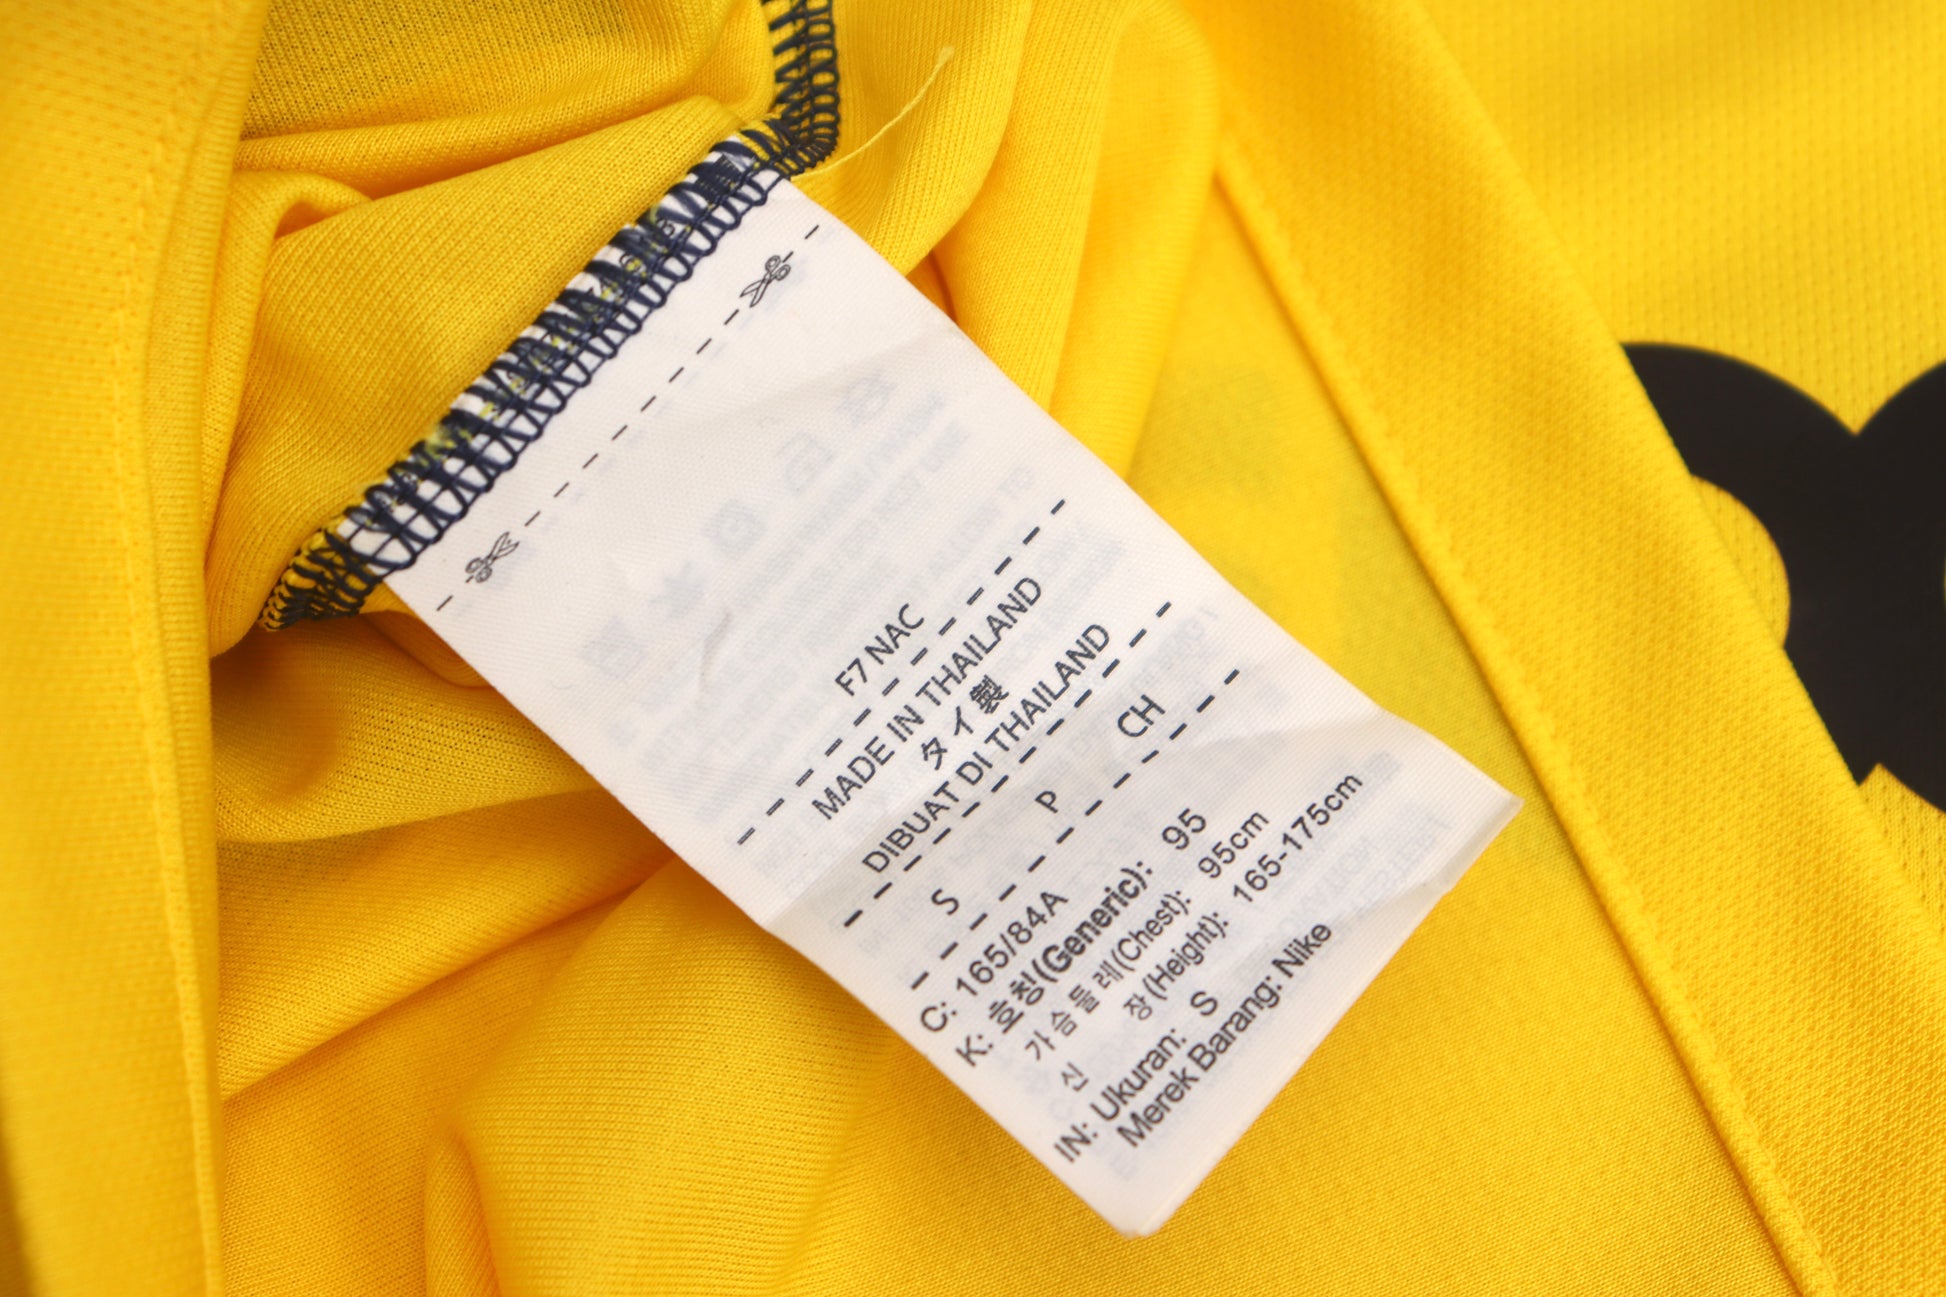 F7 NAC
MADE IN THAILAND
タイ製
DIBUAT DI THAILAND
S P CH
C: 165/84A
K: 호칭(Generic): 95
가슴둘레(Chest): 95cm
신 장(Height): 165-175cm
IN: Ukuran: S
Merek Barang: Nike